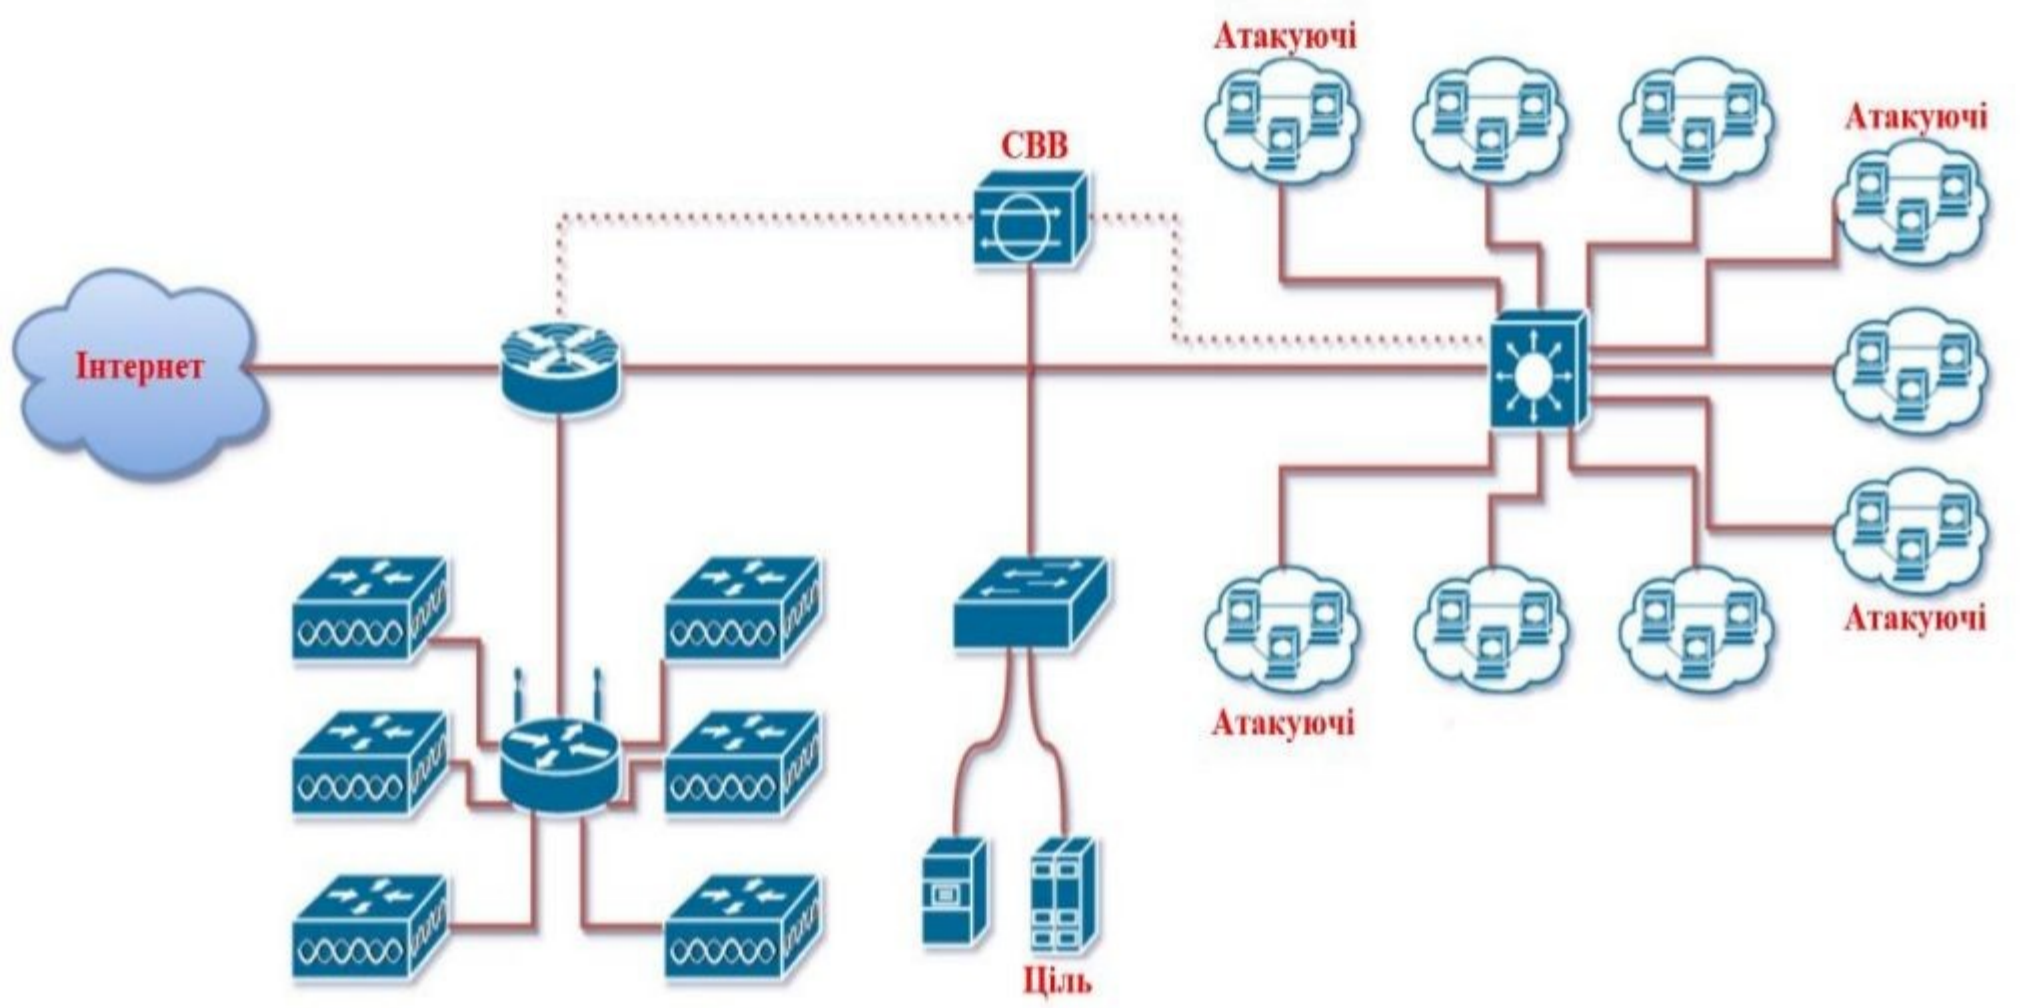 Атакуючі
Атакуючі
СВВ
Інтернет
Атакуючі
Атакуючі
Ціль